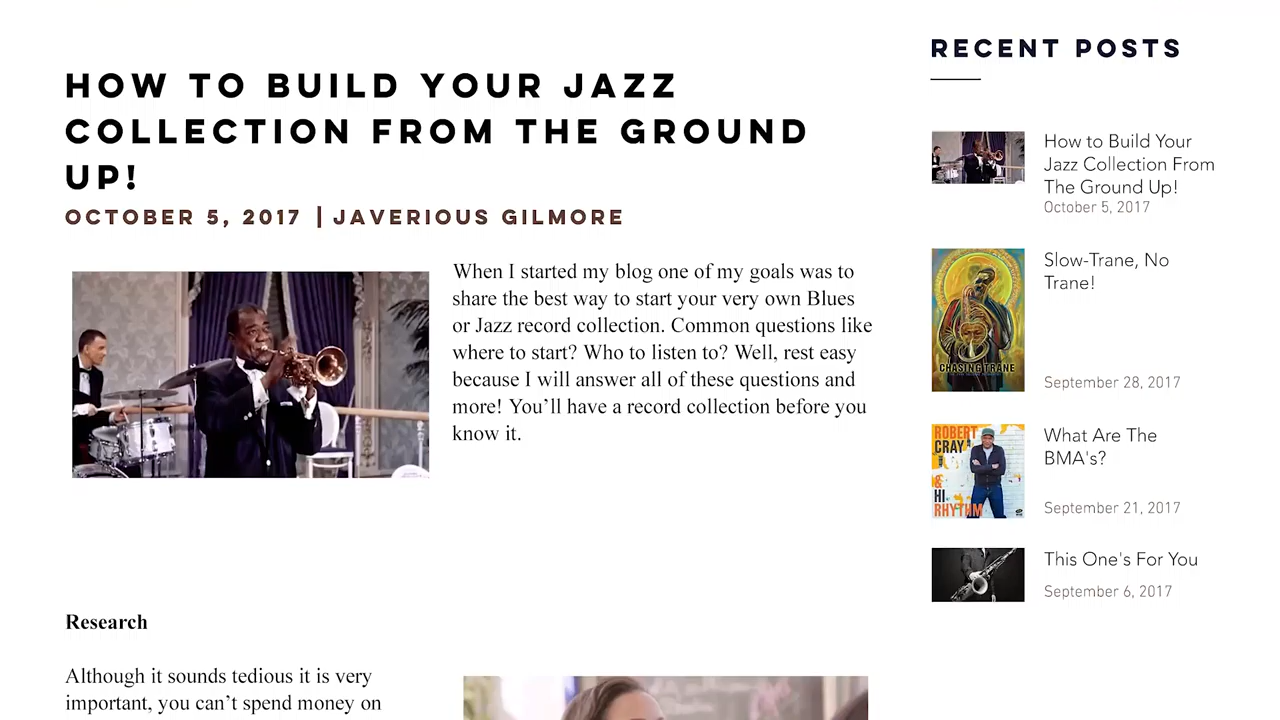 HOW TO BUILD YOUR JAZZ
COLLECTION FROM THE GROUND
UP!
OCTOBER 5, 2017 | JAVERIOUS GILMORE
When I started my blog one of my goals was to
share the best way to start your very own Blues
or Jazz record collection. Common questions like
where to start? Who to listen to? Well, rest easy
because I will answer all of these questions and
more! You’ll have a record collection before you
know it.
Research
Although it sounds tedious it is very
important, you can’t spend money on
RECENT POSTS
How to Build Your
Jazz Collection From
The Ground Up!
October 5, 2017
Slow-Trane, No
Trane!
CHASING TRANE
September 28, 2017
What Are The
BMA's?
ROBERT
CRAY
& 
HI
RHYTHM
September 21, 2017
This One's For You
September 6, 2017